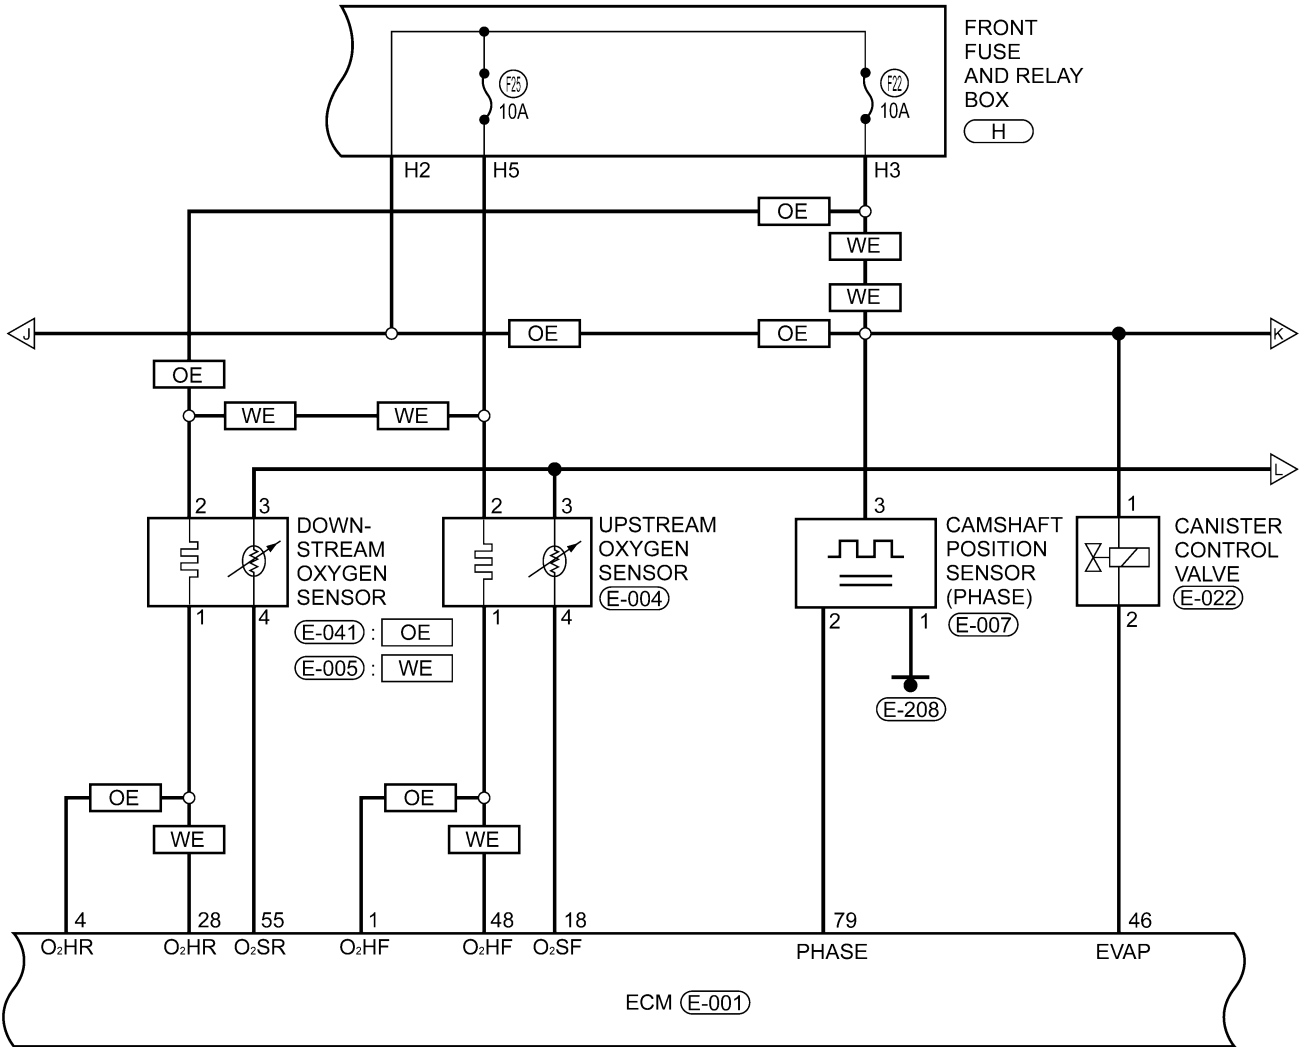 FRONT
FUSE
AND RELAY
BOX
H
F25
10A
F22
10A
H2
H5
H3
OE
WE
WE
J
OE
OE
K
OE
WE
WE
L
2
3
DOWN-
STREAM
OXYGEN
SENSOR
1
4
E-041 : OE
E-005 : WE
2
3
UPSTREAM
OXYGEN
SENSOR
E-004
1
4
3
CAMSHAFT
POSITION
SENSOR
(PHASE)
E-007
2
1
E-208
1
CANISTER
CONTROL
VALVE
E-022
2
OE
WE
OE
WE
4
28
55
1
48
18
79
46
O₂HR
O₂HR
O₂SR
O₂HF
O₂HF
O₂SF
PHASE
EVAP
ECM E-001